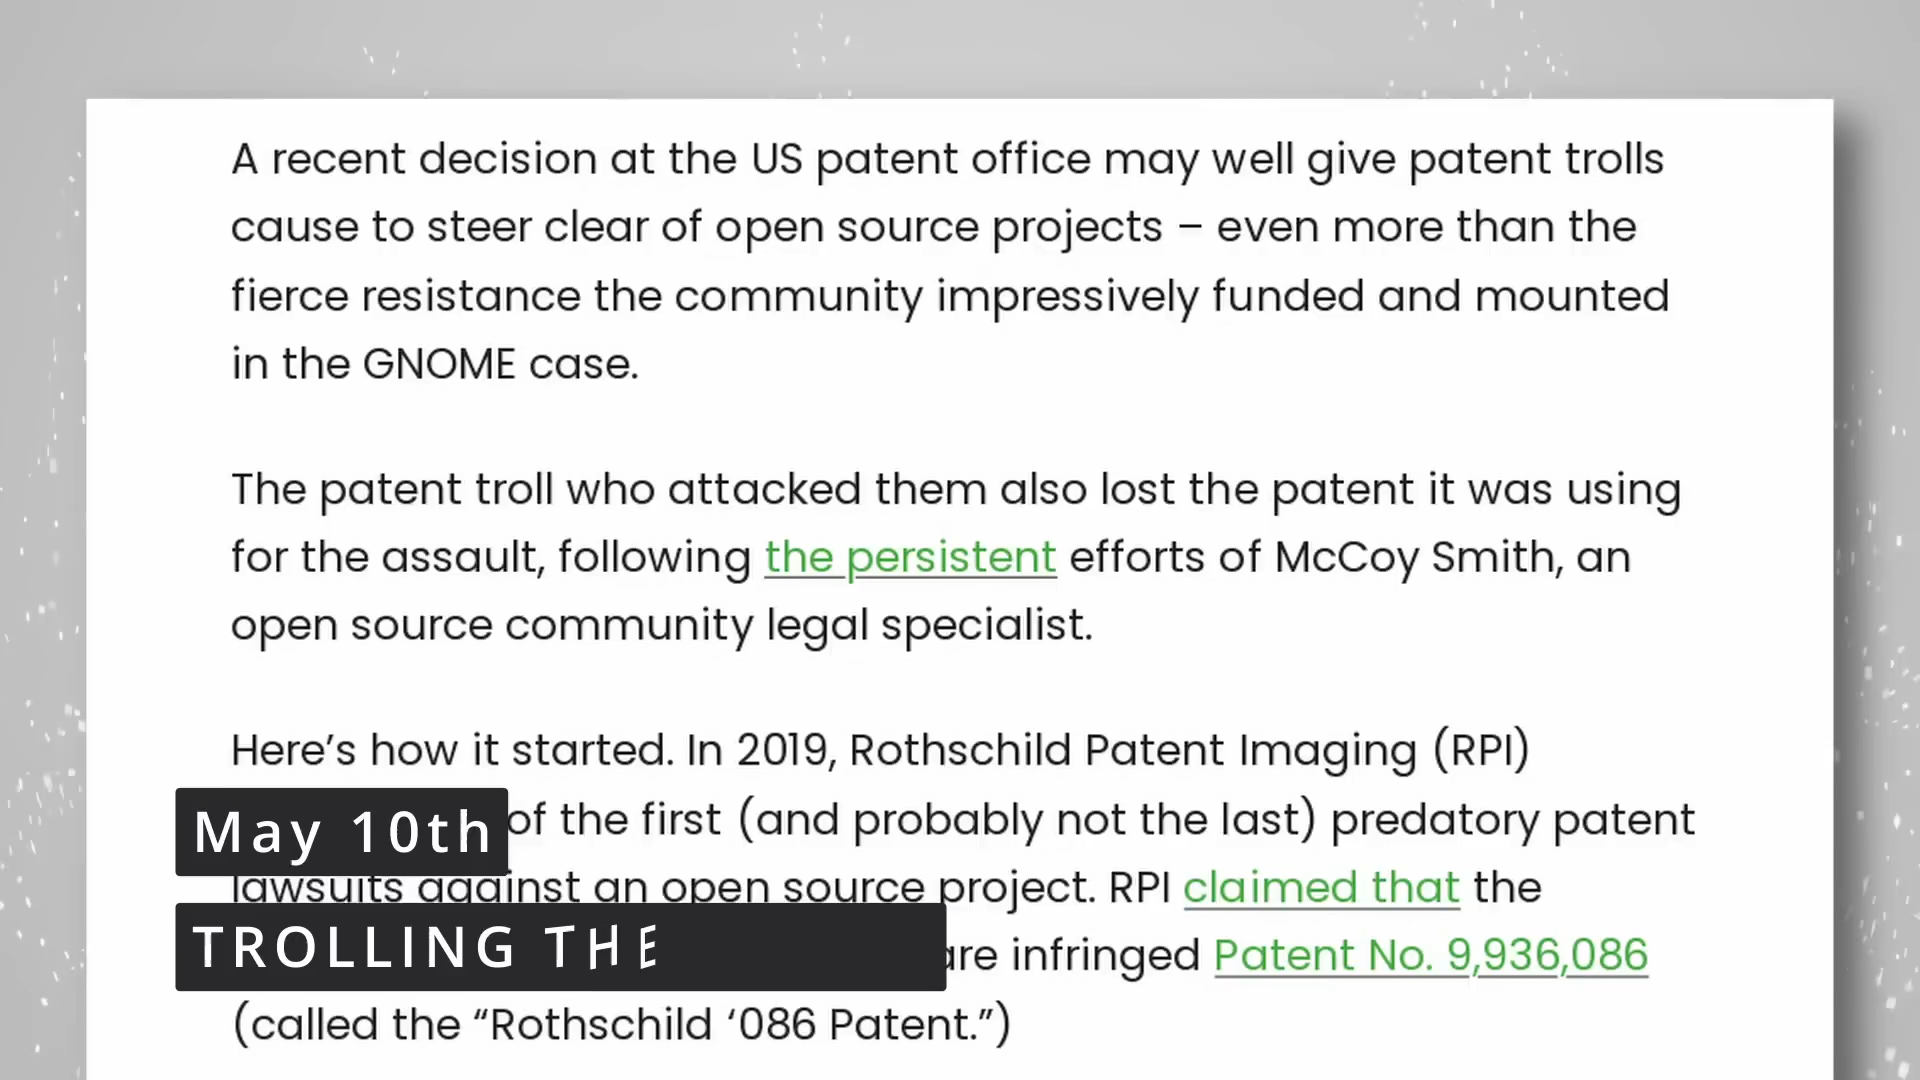 A recent decision at the US patent office may well give patent trolls
cause to steer clear of open source projects – even more than the
fierce resistance the community impressively funded and mounted
in the GNOME case.
The patent troll who attacked them also lost the patent it was using
for the assault, following the persistent efforts of McCoy Smith, an
open source community legal specialist.
Here’s how it started. In 2019, Rothschild Patent Imaging (RPI)
May 10th
of the first (and probably not the last) predatory patent
lawsuits against an open source project. RPI claimed that the
TROLLING THE
are infringed Patent No. 9,936,086
(called the “Rothschild ‘086 Patent.”)